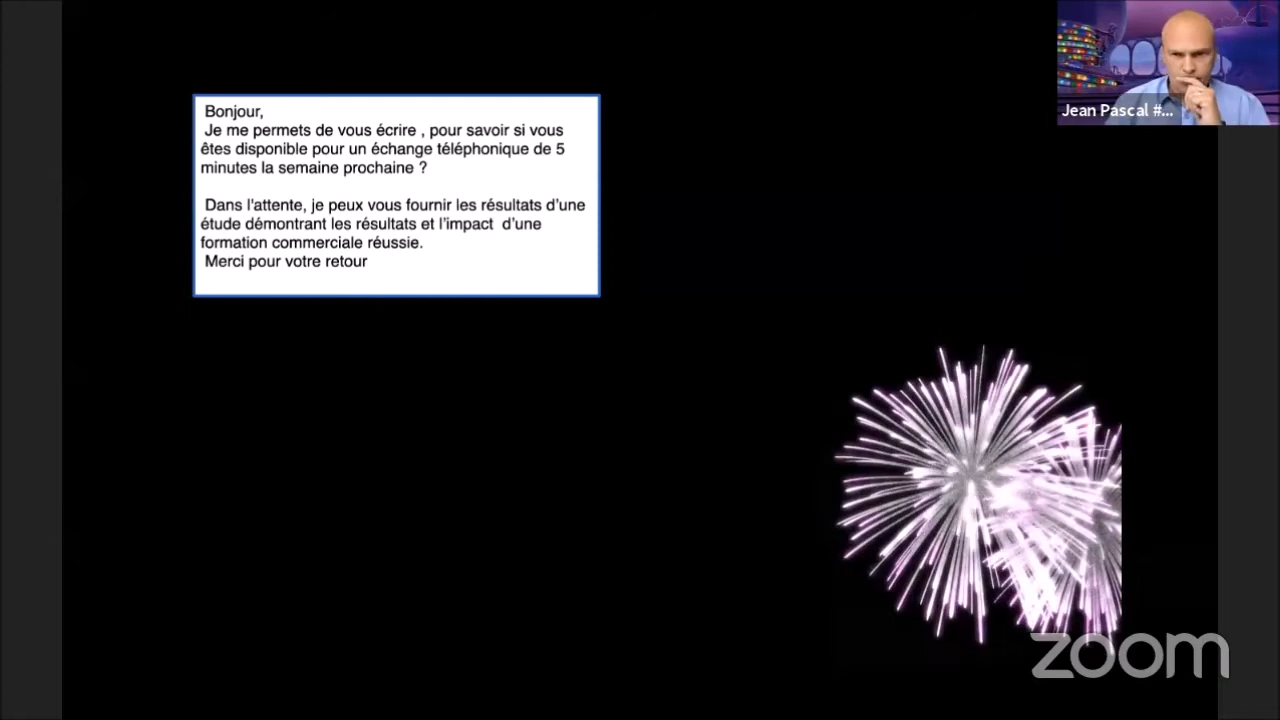 Bonjour,
Je me permets de vous écrire , pour savoir si vous
êtes disponible pour un échange téléphonique de 5
minutes la semaine prochaine ?
Dans l'attente, je peux vous fournir les résultats d'une
étude démontrant les résultats et l'impact  d'une
formation commerciale réussie.
Merci pour votre retour
Jean Pascal #...
zoom